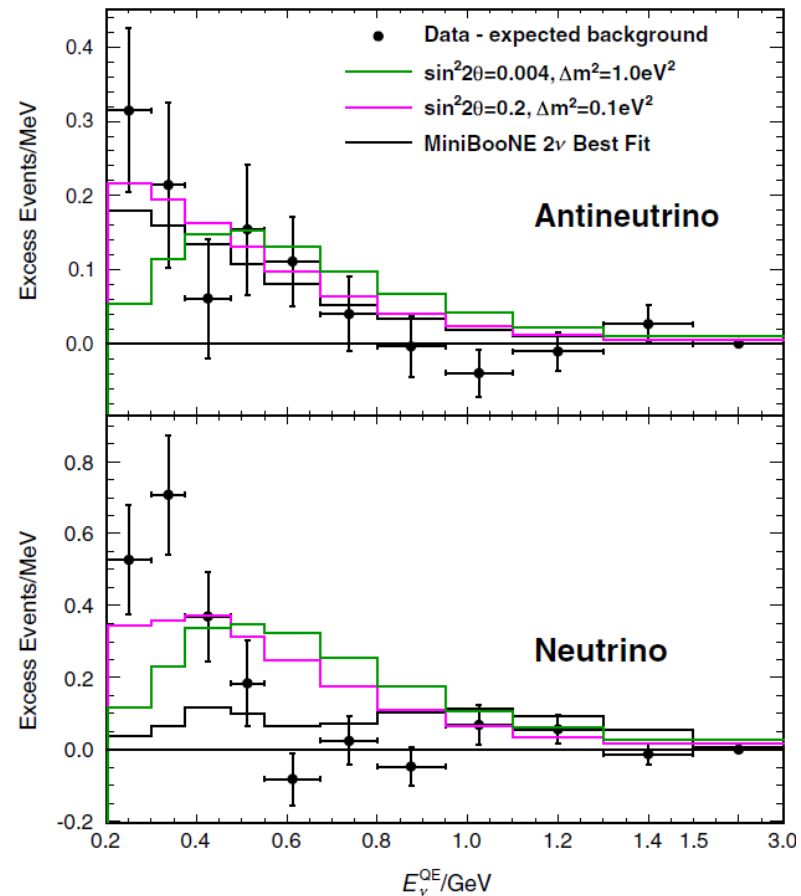 Data - expected background
sin²2θ=0.004, Δm²=1.0eV²
sin²2θ=0.2, Δm²=0.1eV²
MiniBooNE 2ν Best Fit
Antineutrino
Excess Events/MeV
0.4
0.3
0.2
0.1
0.0
Neutrino
Excess Events/MeV
0.8
0.6
0.4
0.2
0.0
-0.2
0.2 0.4 0.6 0.8 1.0 1.2 1.4 1.5 3.0
E_ν^QE/GeV